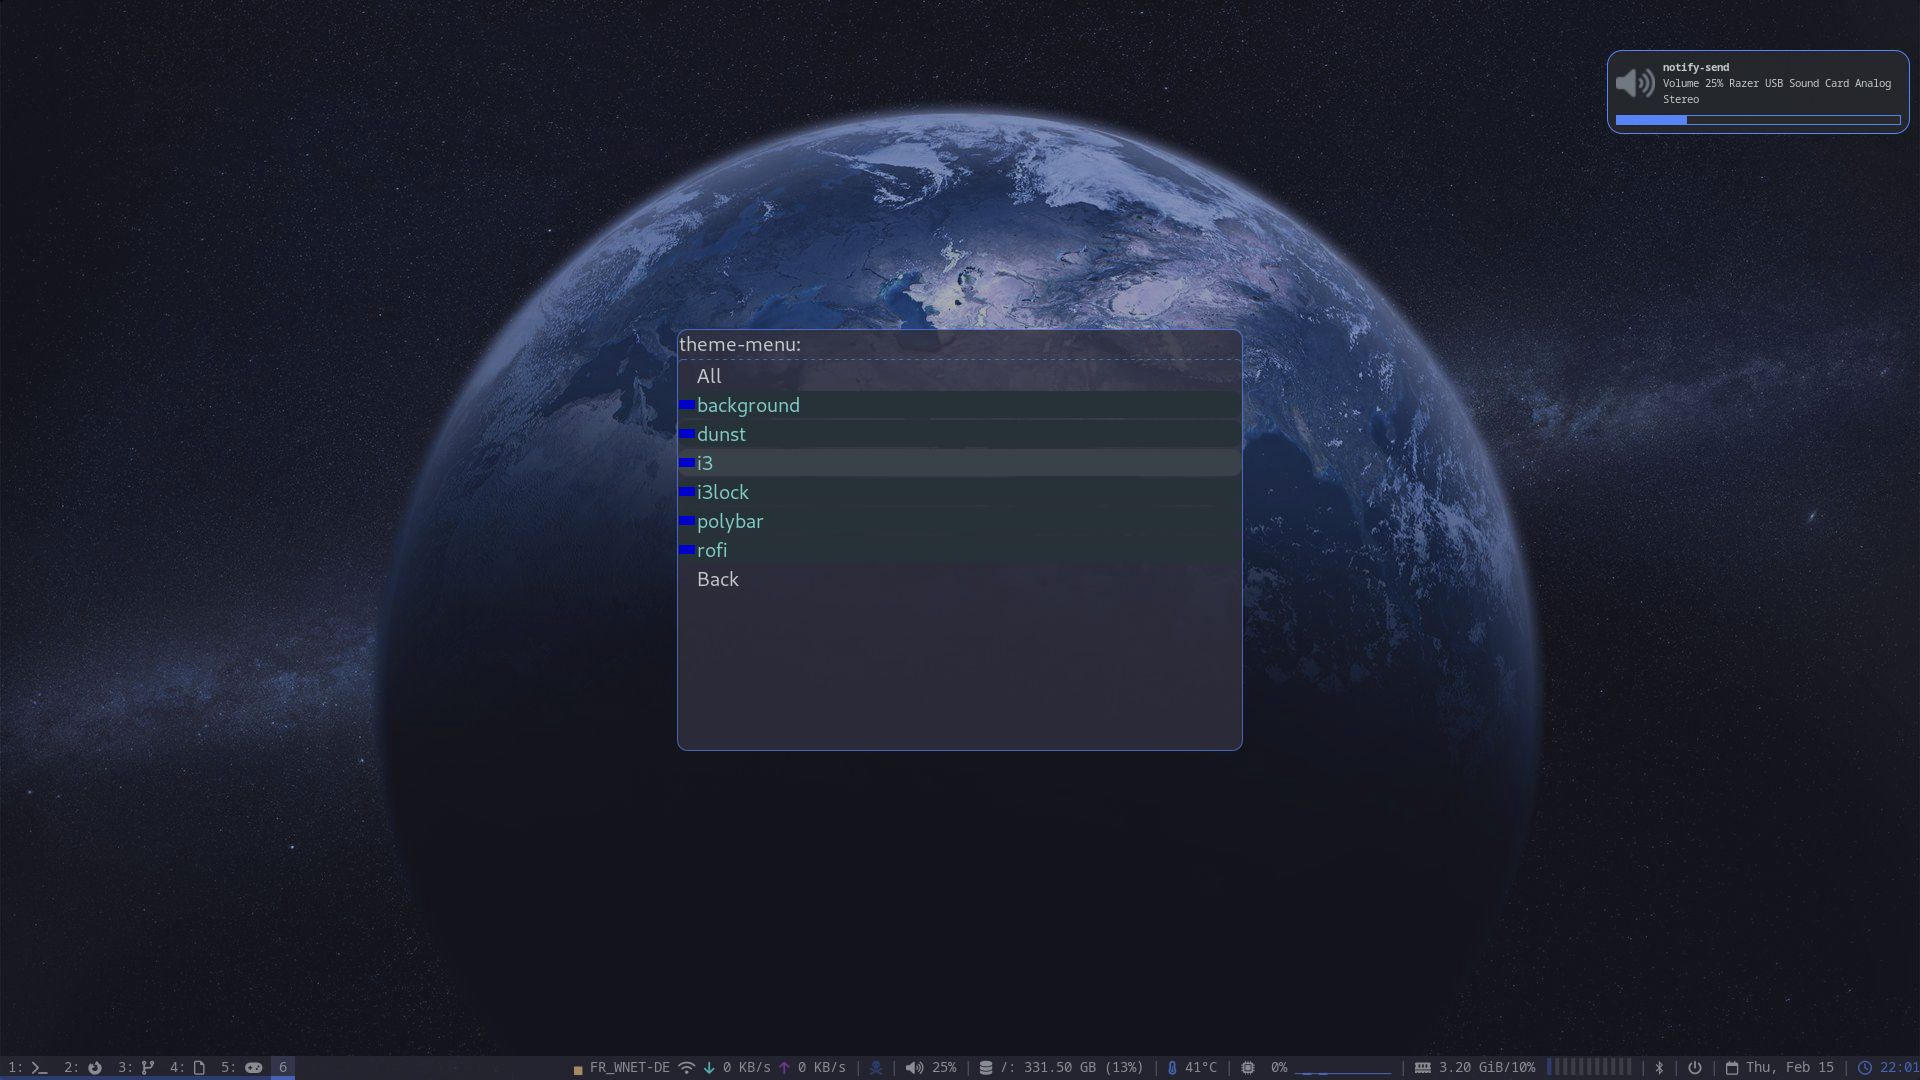 notify-send
Volume 25% Razer USB Sound Card Analog
Stereo
theme-menu:
All
background
dunst
i3
i3lock
polybar
rofi
Back
1: 2: 3: 4: 5: 6 FR_WNET-DE 0 KB/s 0 KB/s | | 25% | /: 331.50 GB (13%) | 41°C | 0% | 3.20 GiB/10% | | | Thu, Feb 15 | 22:01